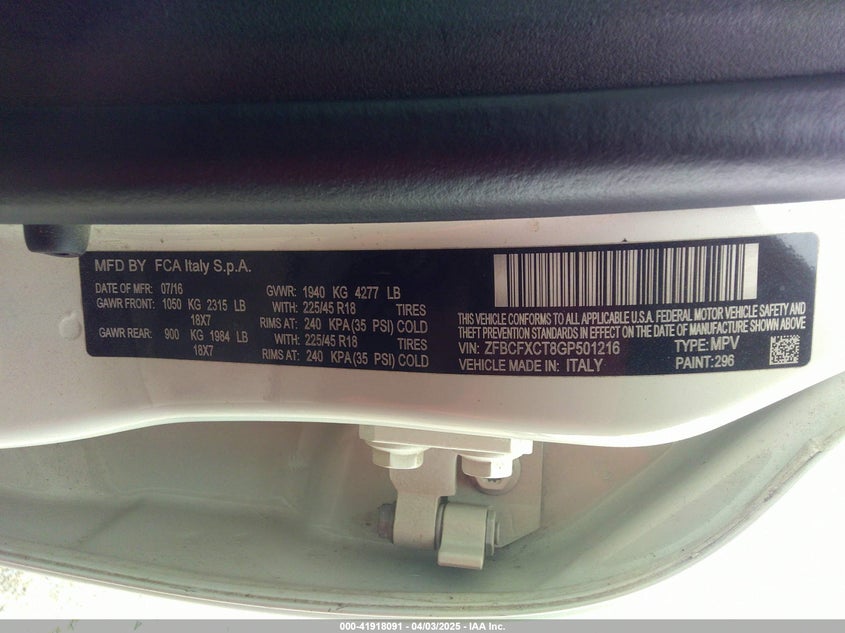 MFD BY FCA Italy S.p.A.
DATE OF MFR: 07/16 GVWR: 1940 KG 4277 LB
GAWR FRONT: 1050 KG 2315 LB WITH: 225/45 R18 TIRES
18X7 RIMS AT: 240 KPA (35 PSI) COLD
GAWR REAR: 900 KG 1984 LB WITH: 225/45 R18 TIRES
18X7 RIMS AT: 240 KPA (35 PSI) COLD
THIS VEHICLE CONFORMS TO ALL APPLICABLE U.S.A. FEDERAL MOTOR VEHICLE SAFETY AND
THEFT PREVENTION STANDARDS IN EFFECT ON THE DATE OF MANUFACTURE SHOWN ABOVE.
VIN: ZFBCFXCT8GP501216 TYPE: MPV
VEHICLE MADE IN: ITALY PAINT: 296
000-41918091 - 04/03/2025 - IAA Inc.